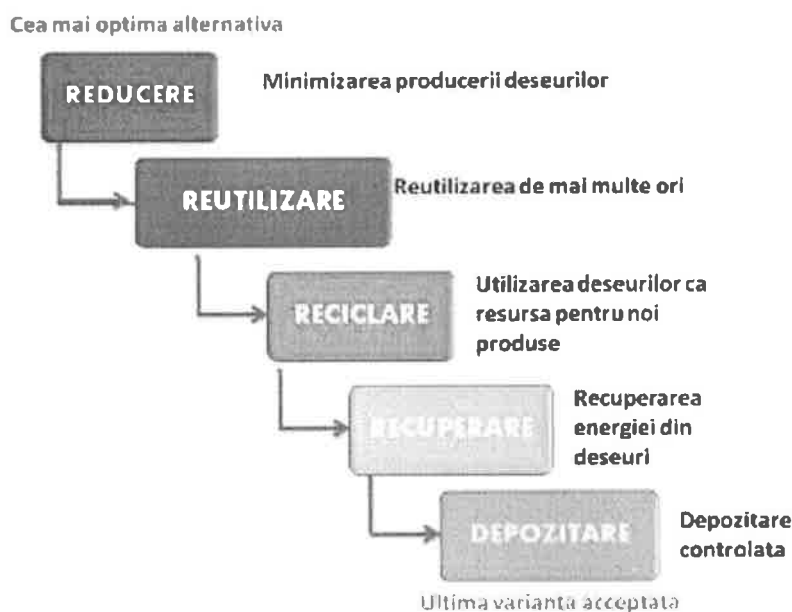 Cea mai optima alternativa
REDUCERE
Minimizarea producerii deseurilor
REUTILIZARE
Reutilizarea de mai multe ori
RECICLARE
Utilizarea deseurilor ca
resursa pentru noi
produse
RECUPERARE
Recuperarea
energiei din
deseuri
DEPOZITARE
Depozitare
controlata
Ultima varianta acceptata